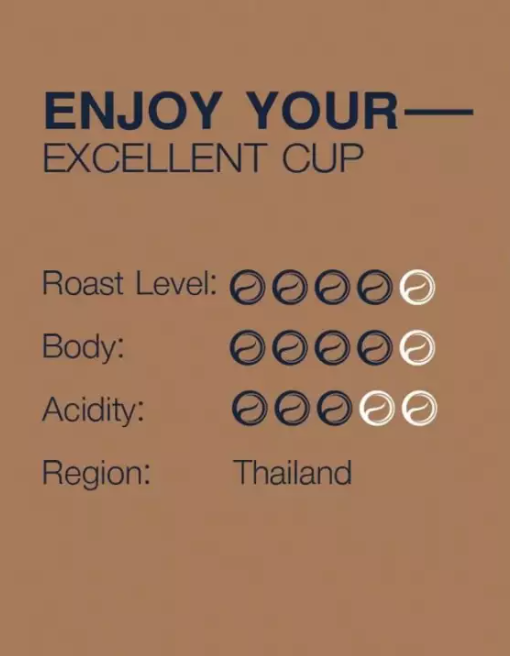 ENJOY YOUR—
EXCELLENT CUP
Roast Level:
Body:
Acidity:
Region: Thailand